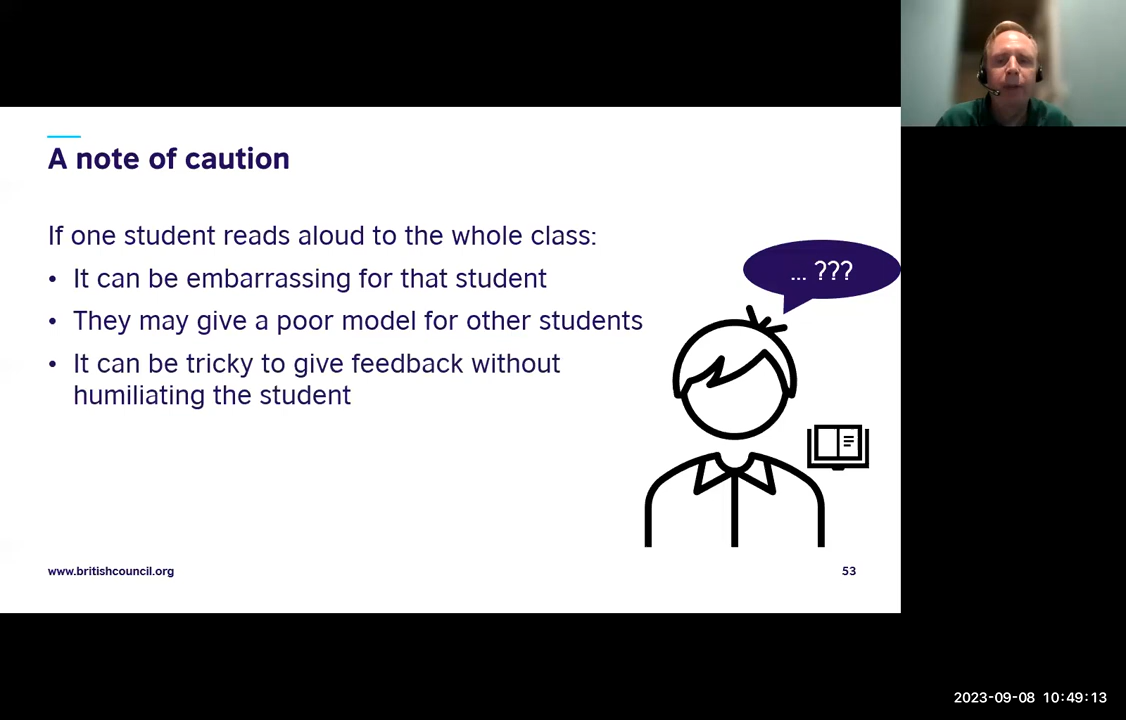 A note of caution
If one student reads aloud to the whole class:
• It can be embarrassing for that student
• They may give a poor model for other students
• It can be tricky to give feedback without
humiliating the student
... ???
www.britishcouncil.org
53
2023-09-08 10:49:13